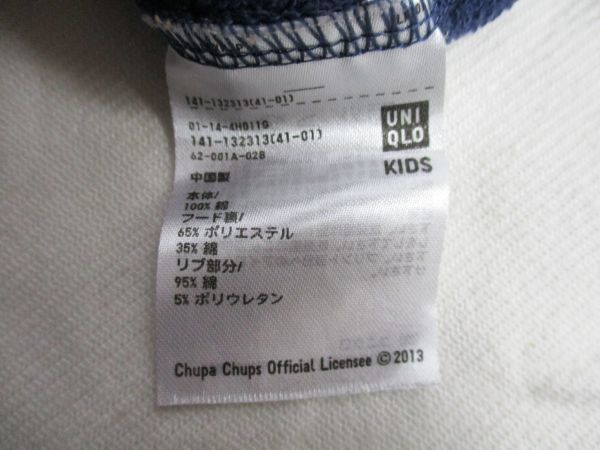 141-132313(41-01)
01-14-4H011G
141-132313(41-01)
62-001A-02B
UNI
QLO
KIDS
中国製
本体/
100% 綿
フード裏/
65% ポリエステル
35% 綿
リブ部分/
95% 綿
5% ポリウレタン
Chupa Chups Official Licensee ©2013